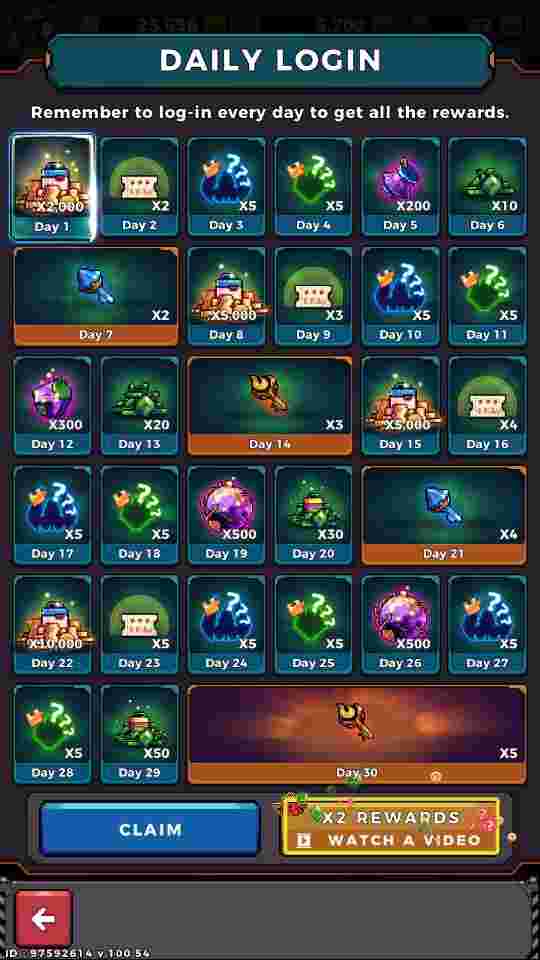 DAILY LOGIN
Remember to log-in every day to get all the rewards.
X2,000
X2
X5
X5
X200
X10
Day 1
Day 2
Day 3
Day 4
Day 5
Day 6
X2
X5,000
X3
X5
X5
Day 7
Day 8
Day 9
Day 10
Day 11
X300
X20
X3
X5,000
X4
Day 12
Day 13
Day 14
Day 15
Day 16
X5
X5
X500
X30
X4
Day 17
Day 18
Day 19
Day 20
Day 21
X10,000
X5
X5
X5
X500
X5
Day 22
Day 23
Day 24
Day 25
Day 26
Day 27
X5
X50
X5
Day 28
Day 29
Day 30
CLAIM
X2 REWARDS
WATCH A VIDEO
ID : 97592614 v.100.54